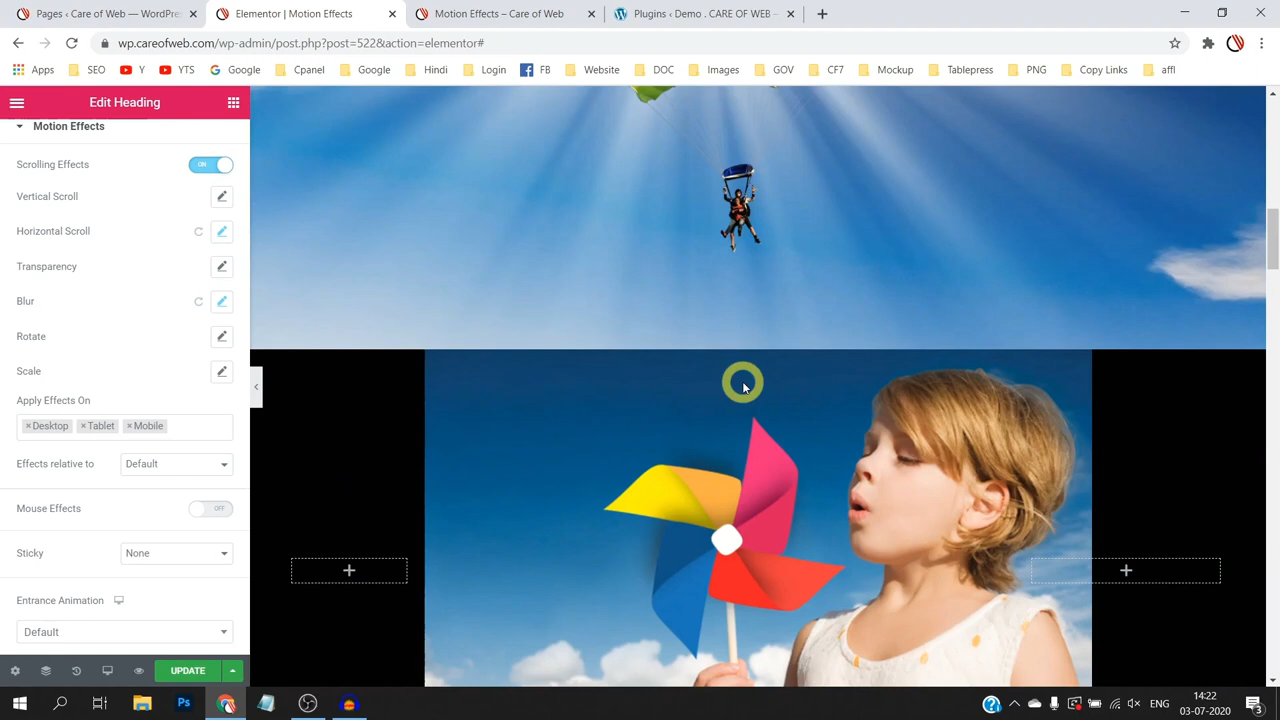 My account – WordPre
Elementor | Motion Effects
Motion Effects – Care of Web
Plugins ‹ Demo . CARE OF WEB –
wp.careofweb.com/wp-admin/post.php?post=522&action=elementor#
Apps SEO Y YTS Google Cpanel Google Hindi Login FB Website DOC Images GOV CF7 Mockup Tablepress PNG Copy Links affl
Edit Heading
Motion Effects
Scrolling Effects ON
Vertical Scroll
Horizontal Scroll
Transparency
Blur
Rotate
Scale
Apply Effects On
×Desktop ×Tablet ×Mobile
Effects relative to Default
Mouse Effects OFF
Sticky None
Entrance Animation
Default
UPDATE
Ps
ENG
14:22
03-07-2020
3